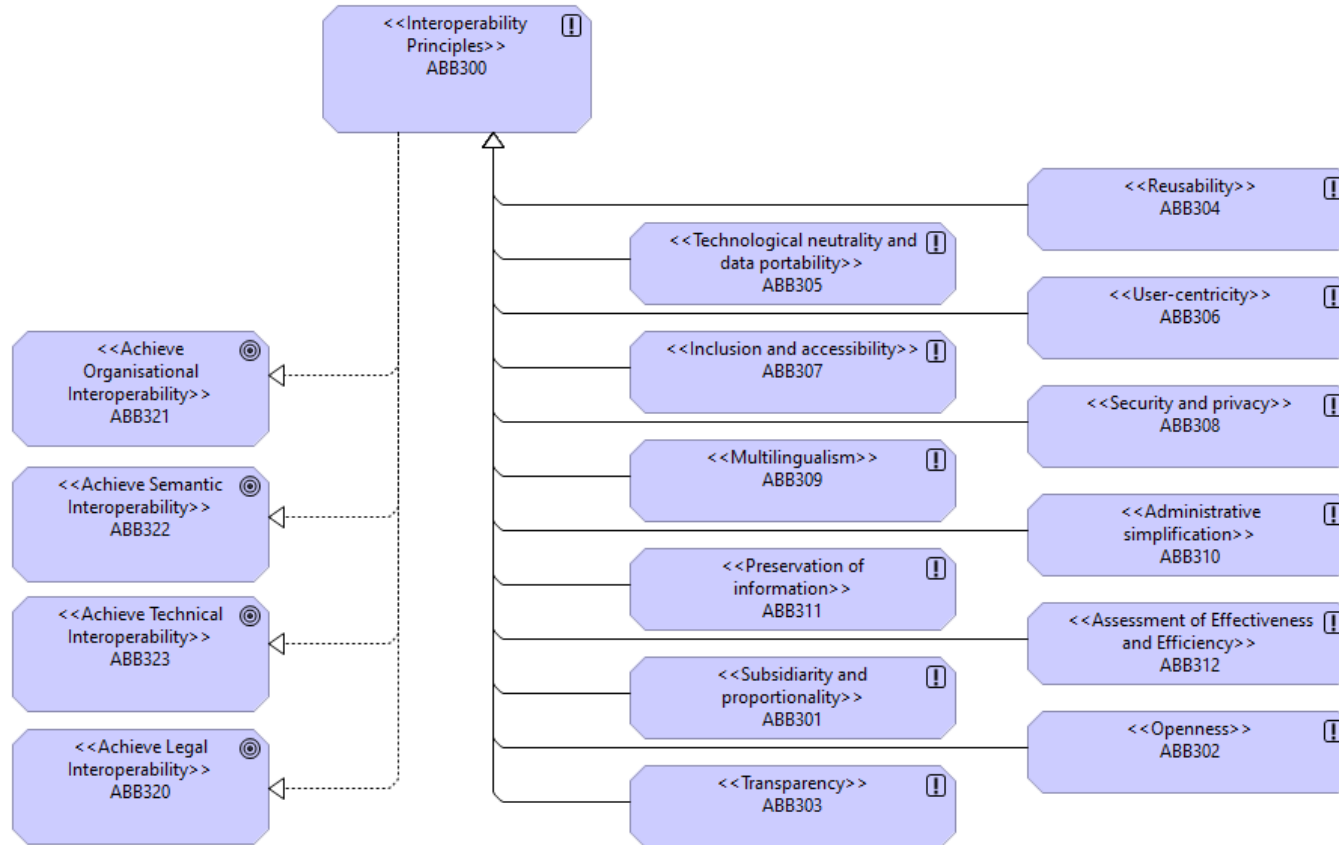 <<Interoperability
Principles>>
ABB300
<<Reusability>>
ABB304
<<Technological neutrality and
data portability>>
ABB305
<<User-centricity>>
ABB306
<<Achieve
Organisational
Interoperability>>
ABB321
<<Inclusion and accessibility>>
ABB307
<<Security and privacy>>
ABB308
<<Multilingualism>>
ABB309
<<Achieve Semantic
Interoperability>>
ABB322
<<Administrative
simplification>>
ABB310
<<Preservation of
information>>
ABB311
<<Achieve Technical
Interoperability>>
ABB323
<<Assessment of Effectiveness
and Efficiency>>
ABB312
<<Subsidiarity and
proportionality>>
ABB301
<<Openness>>
ABB302
<<Achieve Legal
Interoperability>>
ABB320
<<Transparency>>
ABB303